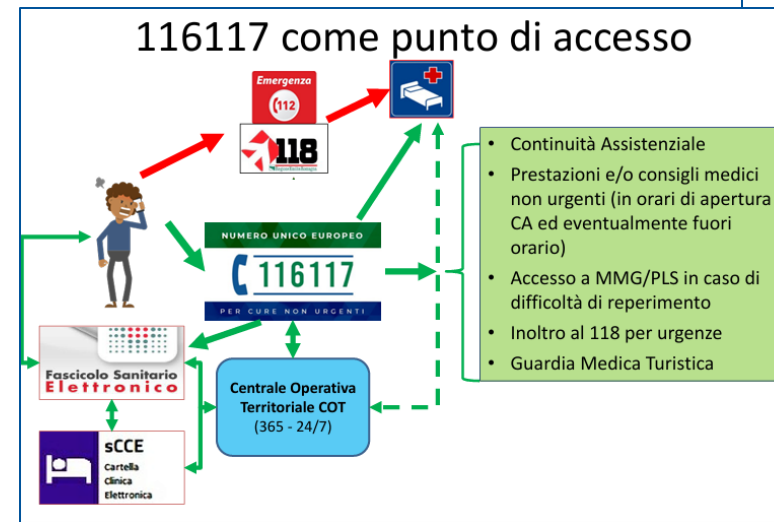 116117 come punto di accesso
Emergenza
112
118
NUMERO UNICO EUROPEO
116117
PER CURE NON URGENTI
• Continuità Assistenziale
• Prestazioni e/o consigli medici
non urgenti (in orari di apertura
CA ed eventualmente fuori
orario)
• Accesso a MMG/PLS in caso di
difficoltà di reperimento
• Inoltro al 118 per urgenze
• Guardia Medica Turistica
Fascicolo Sanitario
Elettronico
Centrale Operativa
Territoriale COT
(365 - 24/7)
sCCE
Cartella
Clinica
Elettronica